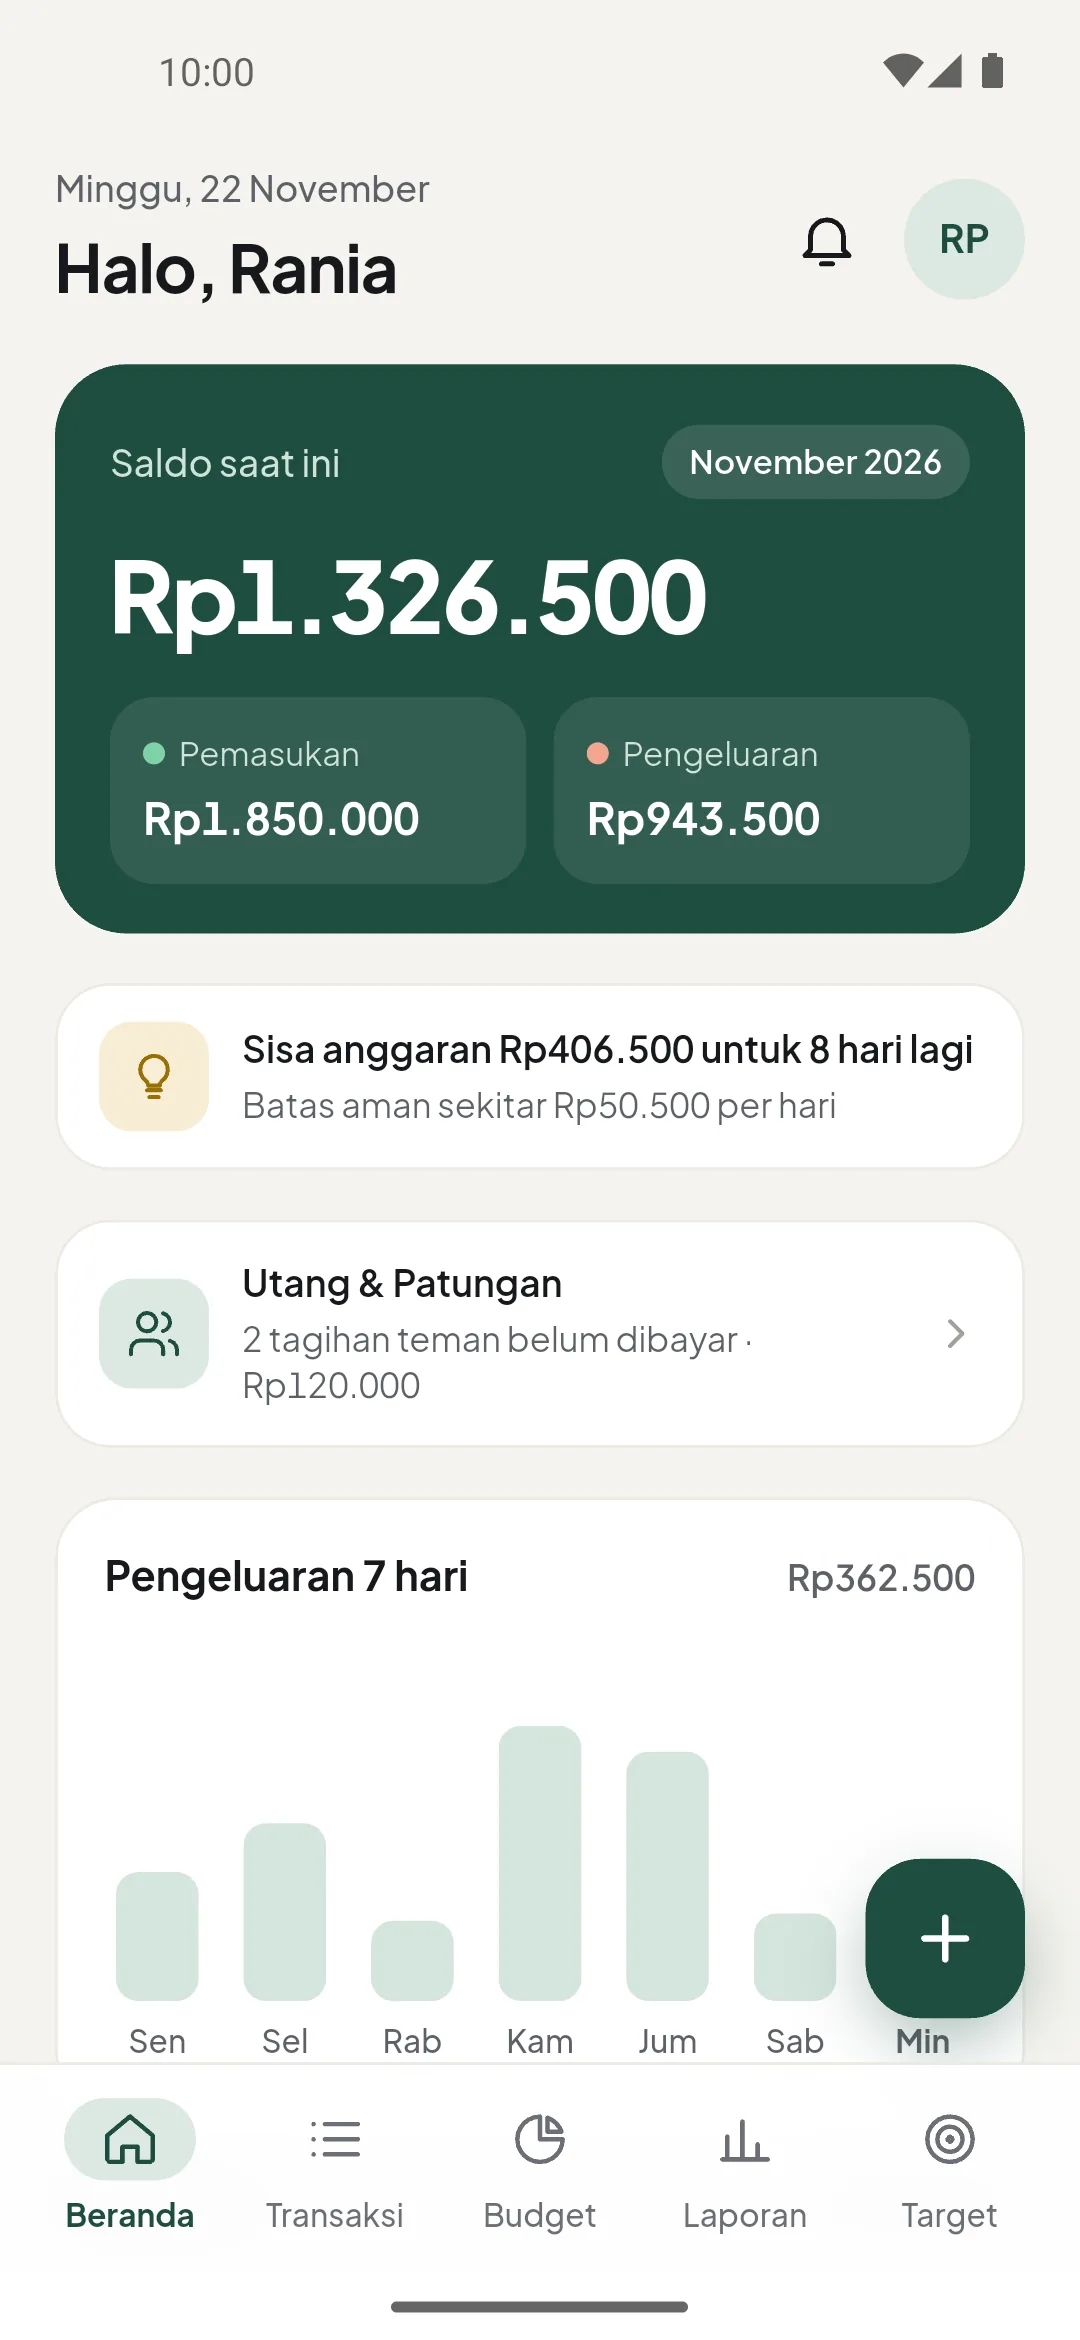 10:00
Minggu, 22 November
Halo, Rania
RP
Saldo saat ini
November 2026
Rp1.326.500
Pemasukan
Rp1.850.000
Pengeluaran
Rp943.500
Sisa anggaran Rp406.500 untuk 8 hari lagi
Batas aman sekitar Rp50.500 per hari
Utang & Patungan
2 tagihan teman belum dibayar ·
Rp120.000
Pengeluaran 7 hari
Rp362.500
Sen
Sel
Rab
Kam
Jum
Sab
Min
Beranda
Transaksi
Budget
Laporan
Target